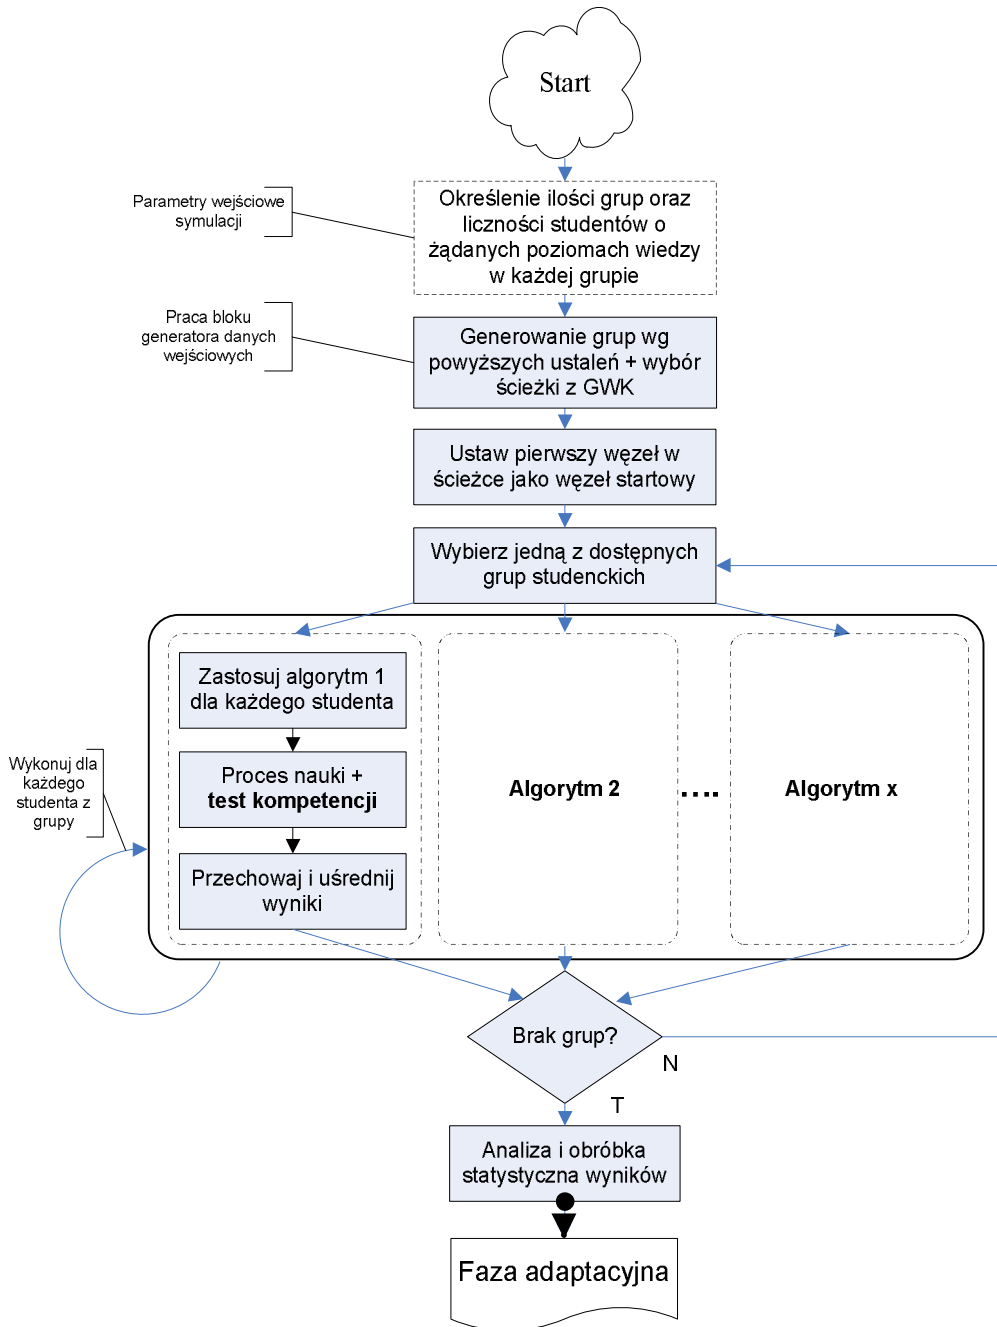 Start
Parametry wejściowe
symulacji
Określenie ilości grup oraz
liczności studentów o
żądanych poziomach wiedzy
w każdej grupie
Praca bloku
generatora danych
wejściowych
Generowanie grup wg
powyższych ustaleń + wybór
ścieżki z GWK
Ustaw pierwszy węzeł w
ścieżce jako węzeł startowy
Wybierz jedną z dostępnych
grup studenckich
Zastosuj algorytm 1
dla każdego studenta
Proces nauki +
test kompetencji
Przechowaj i uśrednij
wyniki
Algorytm 2
....
Algorytm x
Wykonuj dla
każdego
studenta z
grupy
Brak grup?
N
T
Analiza i obróbka
statystyczna wyników
Faza adaptacyjna